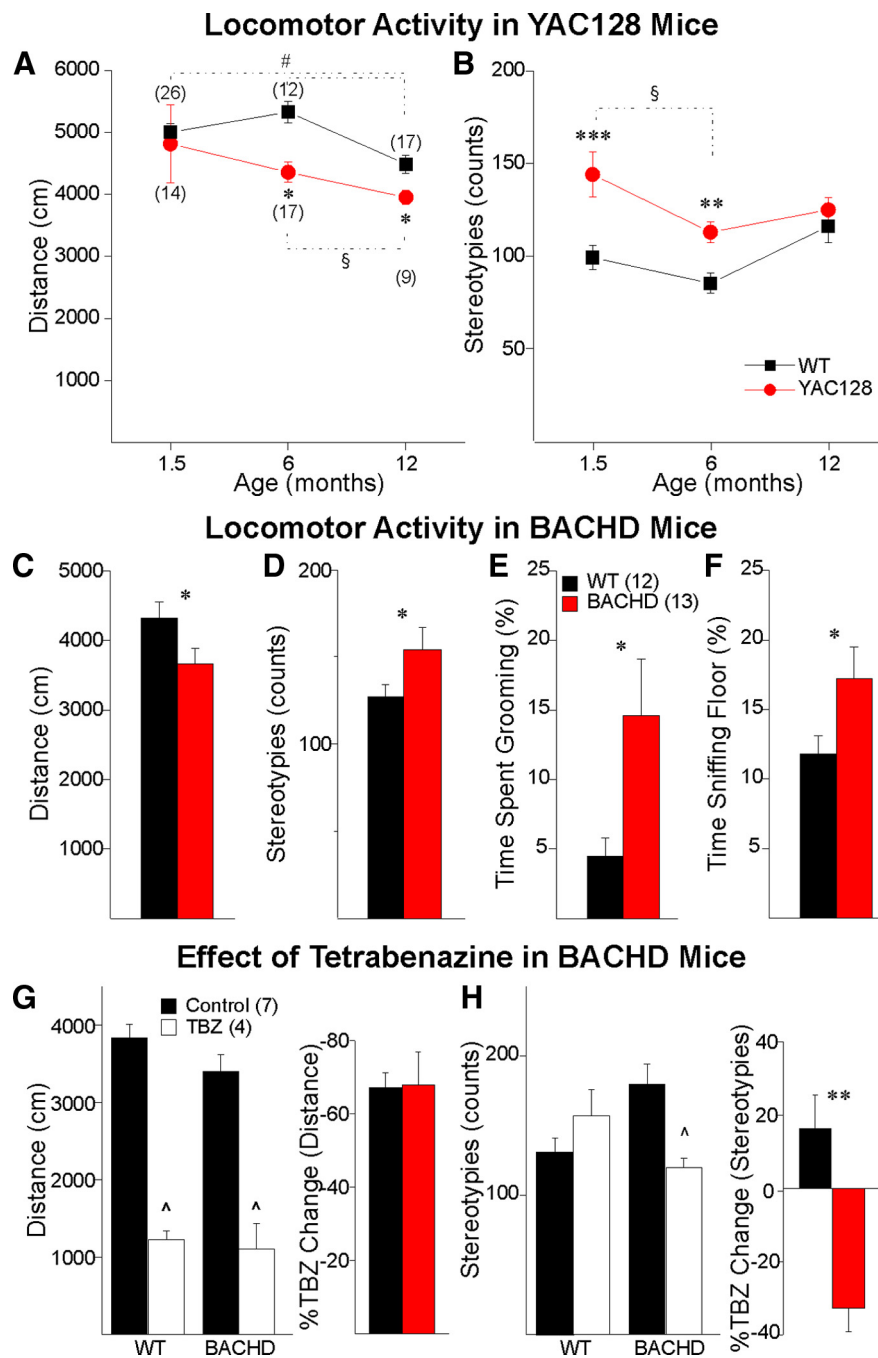 Locomotor Activity in YAC128 Mice
A
B
Distance (cm)
6000
5000
4000
3000
2000
1000
#
(26)
(12)
(17)
(14)
*
(17)
*
§
(9)
1.5
6
12
Age (months)
Stereotypies (counts)
200
150
100
50
§
***
**
WT
YAC128
1.5
6
12
Age (months)
Locomotor Activity in BACHD Mice
C
Distance (cm)
5000
4000
3000
2000
1000
*
D
Stereotypies (counts)
200
100
*
E
Time Spent Grooming (%)
25
20
15
10
5
WT (12)
BACHD (13)
*
F
Time Sniffing Floor (%)
25
20
15
10
5
*
Effect of Tetrabenazine in BACHD Mice
G
Distance (cm)
4000
3000
2000
1000
Control (7)
TBZ (4)
^
^
WT
BACHD
%TBZ Change (Distance)
-80
-60
-40
-20
H
Stereotypies (counts)
200
100
^
WT
BACHD
%TBZ Change (Stereotypies)
40
20
0
-20
-40
**